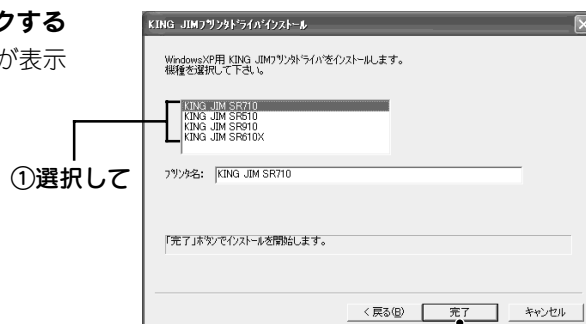 クする
が表示
①選択して
KING JIMプリンタドライバインストール
WindowsXP用 KING JIMプリンタドライバをインストールします。
機種を選択して下さい。
KING JIM SR710
KING JIM SR510
KING JIM SR910
KING JIM SR610X
プリンタ名: KING JIM SR710
「完了」ボタンでインストールを開始します。
< 戻る(B) 完了 キャンセル